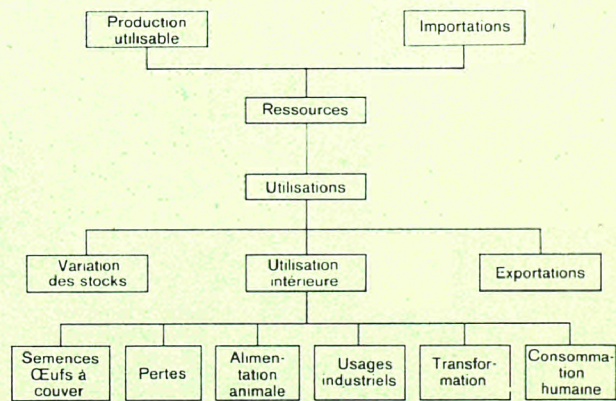 Production
utilisable
Importations
Ressources
Utilisations
Variation
des stocks
Utilisation
intérieure
Exportations
Semences
Œufs à
couver
Pertes
Alimen-
tation
animale
Usages
industriels
Transfor-
mation
Consomma-
tation
humaine